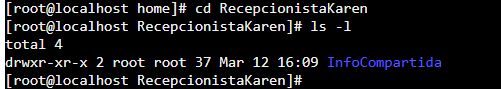 [root@localhost home]# cd RecepcionistaKaren
[root@localhost RecepcionistaKaren]# ls -l
total 4
drwxr-xr-x 2 root root 37 Mar 12 16:09 InfoCompartida
[root@localhost RecepcionistaKaren]#